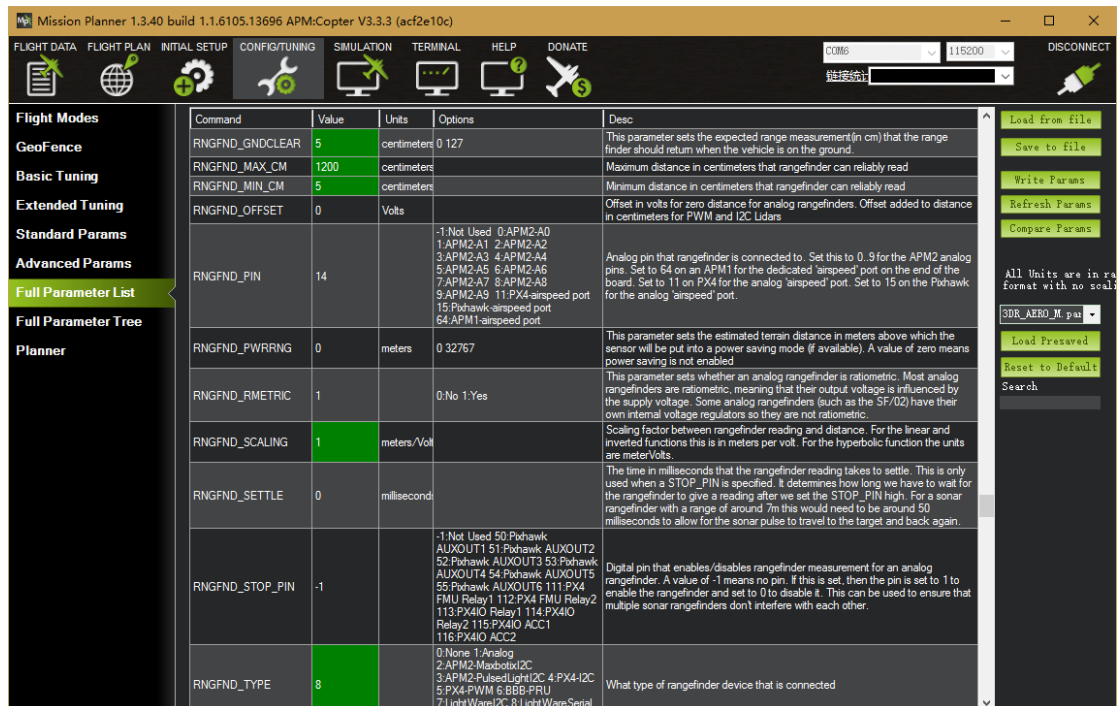 Mission Planner 1.3.40 build 1.1.6105.13696 APM:Copter V3.3.3 (acf2e10c)
FLIGHT DATA FLIGHT PLAN INITIAL SETUP CONFIG/TUNING SIMULATION TERMINAL HELP DONATE
COM6 115200 DISCONNECT
链接统计
Flight Modes
GeoFence
Basic Tuning
Extended Tuning
Standard Params
Advanced Params
Full Parameter List
Full Parameter Tree
Planner
Command Value Units Options Desc
RNGFND_GNDCLEAR 5 centimeters 0 127
This parameter sets the expected range measurement(in cm) that the range
finder should return when the vehicle is on the ground.
RNGFND_MAX_CM 1200 centimeters Maximum distance in centimeters that rangefinder can reliably read
RNGFND_MIN_CM 5 centimeters Minimum distance in centimeters that rangefinder can reliably read
RNGFND_OFFSET 0 Volts
Offset in volts for zero distance for analog rangefinders. Offset added to distance
in centimeters for PWM and I2C Lidars
RNGFND_PIN 14
-1:Not Used 0:APM2-A0
1:APM2-A1 2:APM2-A2
3:APM2-A3 4:APM2-A4
5:APM2-A5 6:APM2-A6
7:APM2-A7 8:APM2-A8
9:APM2-A9 11:PX4-airspeed port
15:Pixhawk-airspeed port
64:APM1-airspeed port
Analog pin that rangefinder is connected to. Set this to 0..9 for the APM2 analog
pins. Set to 64 on an APM1 for the dedicated 'airspeed' port on the end of the
board. Set to 11 on PX4 for the analog 'airspeed' port. Set to 15 on the Pixhawk
for the analog 'airspeed' port.
RNGFND_PWRRNG 0 meters 0 32767
This parameter sets the estimated terrain distance in meters above which the
sensor will be put into a power saving mode (if available). A value of zero means
power saving is not enabled
RNGFND_RMETRIC 1 0:No 1:Yes
This parameter sets whether an analog rangefinder is ratiometric. Most analog
rangefinders are ratiometric, meaning that their output voltage is influenced by
the supply voltage. Some analog rangefinders (such as the SF/02) have their
own internal voltage regulators so they are not ratiometric.
RNGFND_SCALING 1 meters/Volt
Scaling factor between rangefinder reading and distance. For the linear and
inverted functions this is in meters per volt. For the hyperbolic function the units
are meterVolts.
RNGFND_SETTLE 0 milliseconds
The time in milliseconds that the rangefinder reading takes to settle. This is only
used when a STOP_PIN is specified. It determines how long we have to wait for
the rangefinder to give a reading after we set the STOP_PIN high. For a sonar
rangefinder with a range of around 7m this would need to be around 50
milliseconds to allow for the sonar pulse to travel to the target and back again.
RNGFND_STOP_PIN -1
-1:Not Used 50:Pixhawk
AUXOUT1 51:Pixhawk AUXOUT2
52:Pixhawk AUXOUT3 53:Pixhawk
AUXOUT4 54:Pixhawk AUXOUT5
55:Pixhawk AUXOUT6 111:PX4
FMU Relay1 112:PX4 FMU Relay2
113:PX4IO Relay1 114:PX4IO
Relay2 115:PX4IO ACC1
116:PX4IO ACC2
Digital pin that enables/disables rangefinder measurement for an analog
rangefinder. A value of -1 means no pin. If this is set, then the pin is set to 1 to
enable the rangefinder and set to 0 to disable it. This can be used to ensure that
multiple sonar rangefinders don't interfere with each other.
RNGFND_TYPE 8
0:None 1:Analog
2:APM2-MaxbotixI2C
3:APM2-PulsedLightI2C 4:PX4-I2C
5:PX4-PWM 6:BBB-PRU
7:LightWareI2C 8:LightWareSerial
What type of rangefinder device that is connected
Load from file
Save to file
Write Params
Refresh Params
Compare Params
All Units are in ra
format with no scali
3DR_AERO_M.par
Load Presaved
Reset to Default
Search